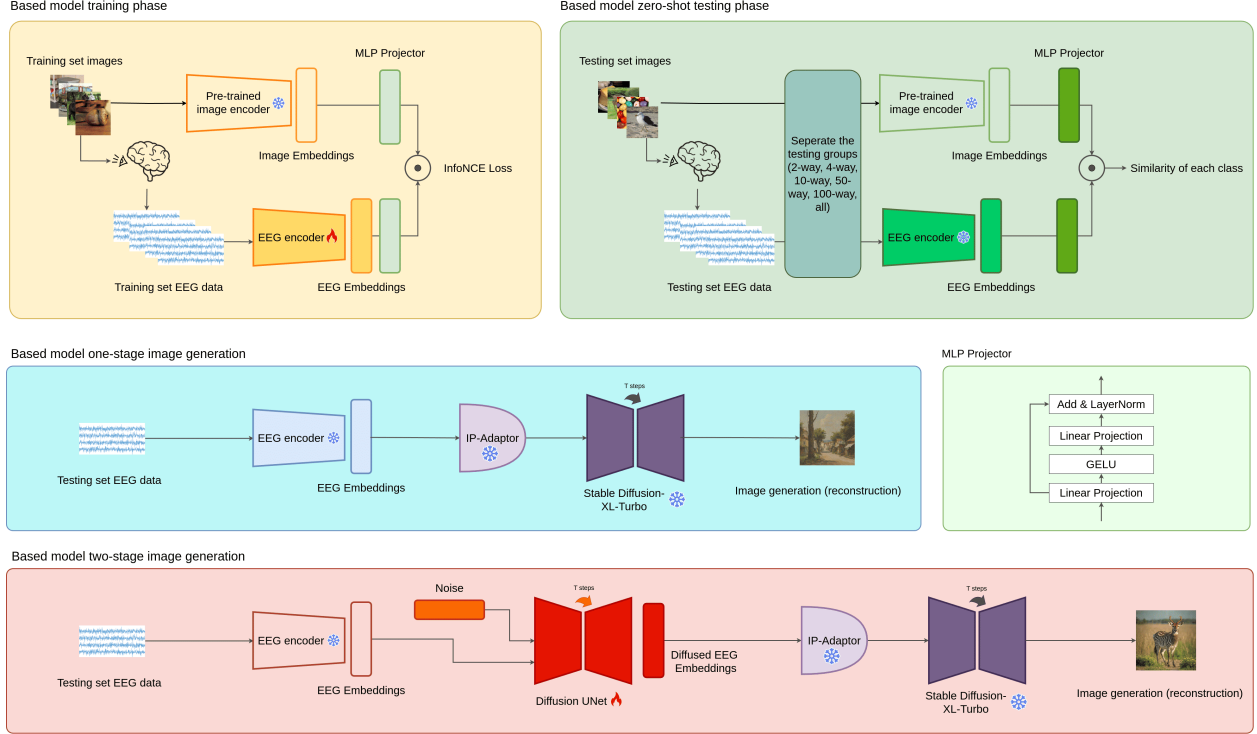 Based model training phase
Training set images
MLP Projector
Pre-trained
image encoder
Image Embeddings
InfoNCE Loss
EEG encoder
Training set EEG data
EEG Embeddings
Based model zero-shot testing phase
Testing set images
MLP Projector
Seperate the
testing groups
(2-way, 4-way,
10-way, 50-
way, 100-way,
all)
Pre-trained
image encoder
Image Embeddings
Similarity of each class
EEG encoder
Testing set EEG data
EEG Embeddings
Based model one-stage image generation
Testing set EEG data
EEG encoder
EEG Embeddings
IP-Adaptor
T steps
Stable Diffusion-
XL-Turbo
Image generation (reconstruction)
MLP Projector
Add & LayerNorm
Linear Projection
GELU
Linear Projection
Based model two-stage image generation
Testing set EEG data
EEG encoder
EEG Embeddings
Noise
T steps
Diffusion UNet
Diffused EEG
Embeddings
IP-Adaptor
T steps
Stable Diffusion-
XL-Turbo
Image generation (reconstruction)